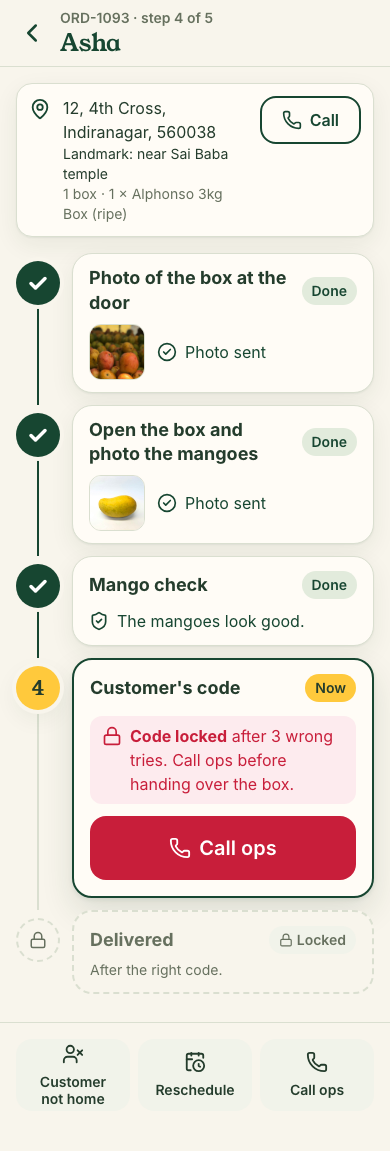 ORD-1093 · step 4 of 5
Asha
12, 4th Cross,
Indiranagar, 560038
Landmark: near Sai Baba
temple
1 box · 1 × Alphonso 3kg
Box (ripe)
Call
Photo of the box at the
door
Done
Photo sent
Open the box and
photo the mangoes
Done
Photo sent
Mango check
Done
The mangoes look good.
4
Customer's code
Now
Code locked after 3 wrong
tries. Call ops before
handing over the box.
Call ops
Delivered
Locked
After the right code.
Customer
not home
Reschedule
Call ops